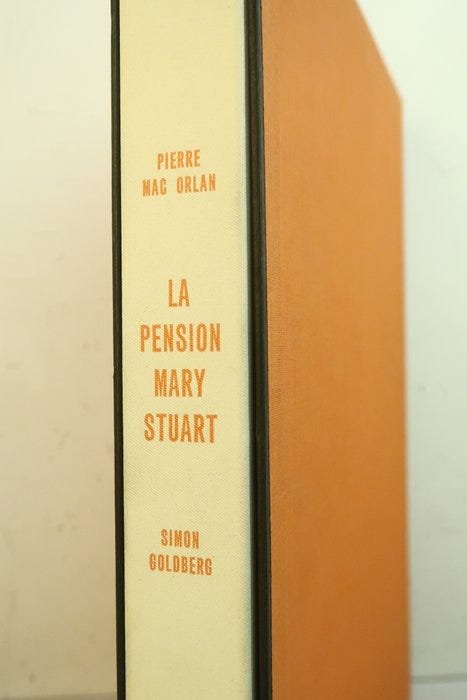 PIERRE
MAC ORLAN
LA
PENSION
MARY
STUART
SIMON
GOLDBERG